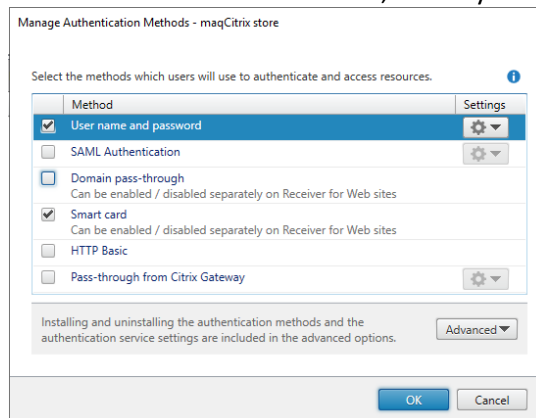 Manage Authentication Methods - maqCitrix store
Select the methods which users will use to authenticate and access resources.
Method Settings
User name and password
SAML Authentication
Domain pass-through
Can be enabled / disabled separately on Receiver for Web sites
Smart card
Can be enabled / disabled separately on Receiver for Web sites
HTTP Basic
Pass-through from Citrix Gateway
Installing and uninstalling the authentication methods and the
authentication service settings are included in the advanced options.
Advanced
OK Cancel